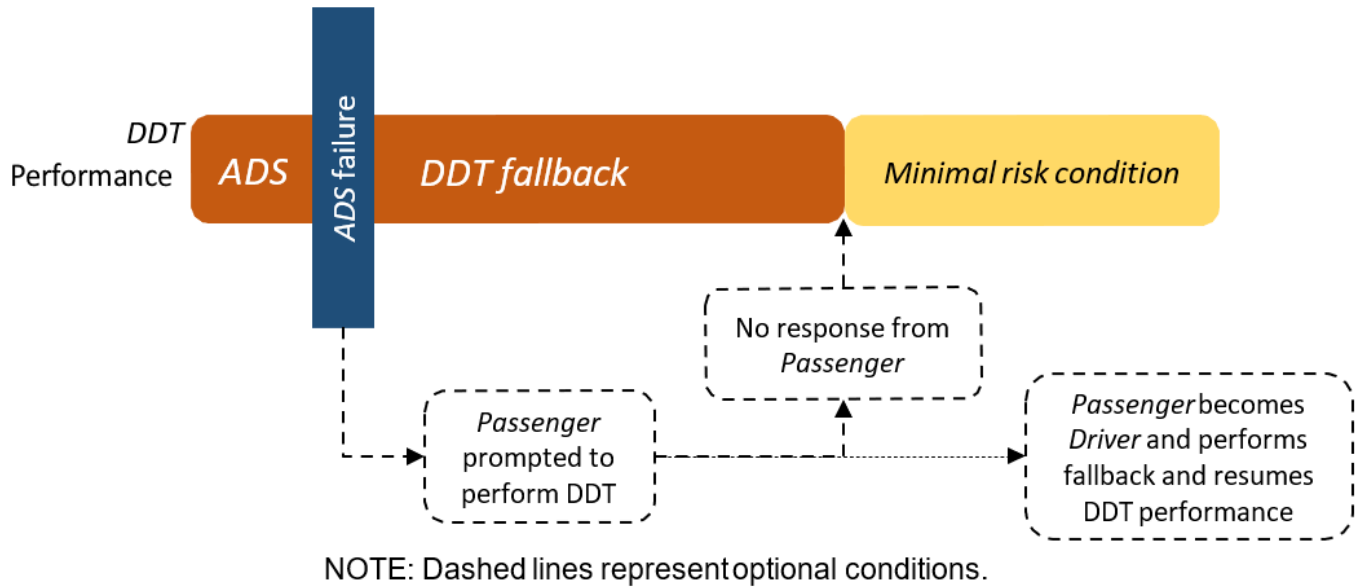 DDT
Performance
ADS
ADS failure
DDT fallback
Minimal risk condition
No response from
Passenger
Passenger
prompted to
perform DDT
Passenger becomes
Driver and performs
fallback and resumes
DDT performance
NOTE: Dashed lines represent optional conditions.